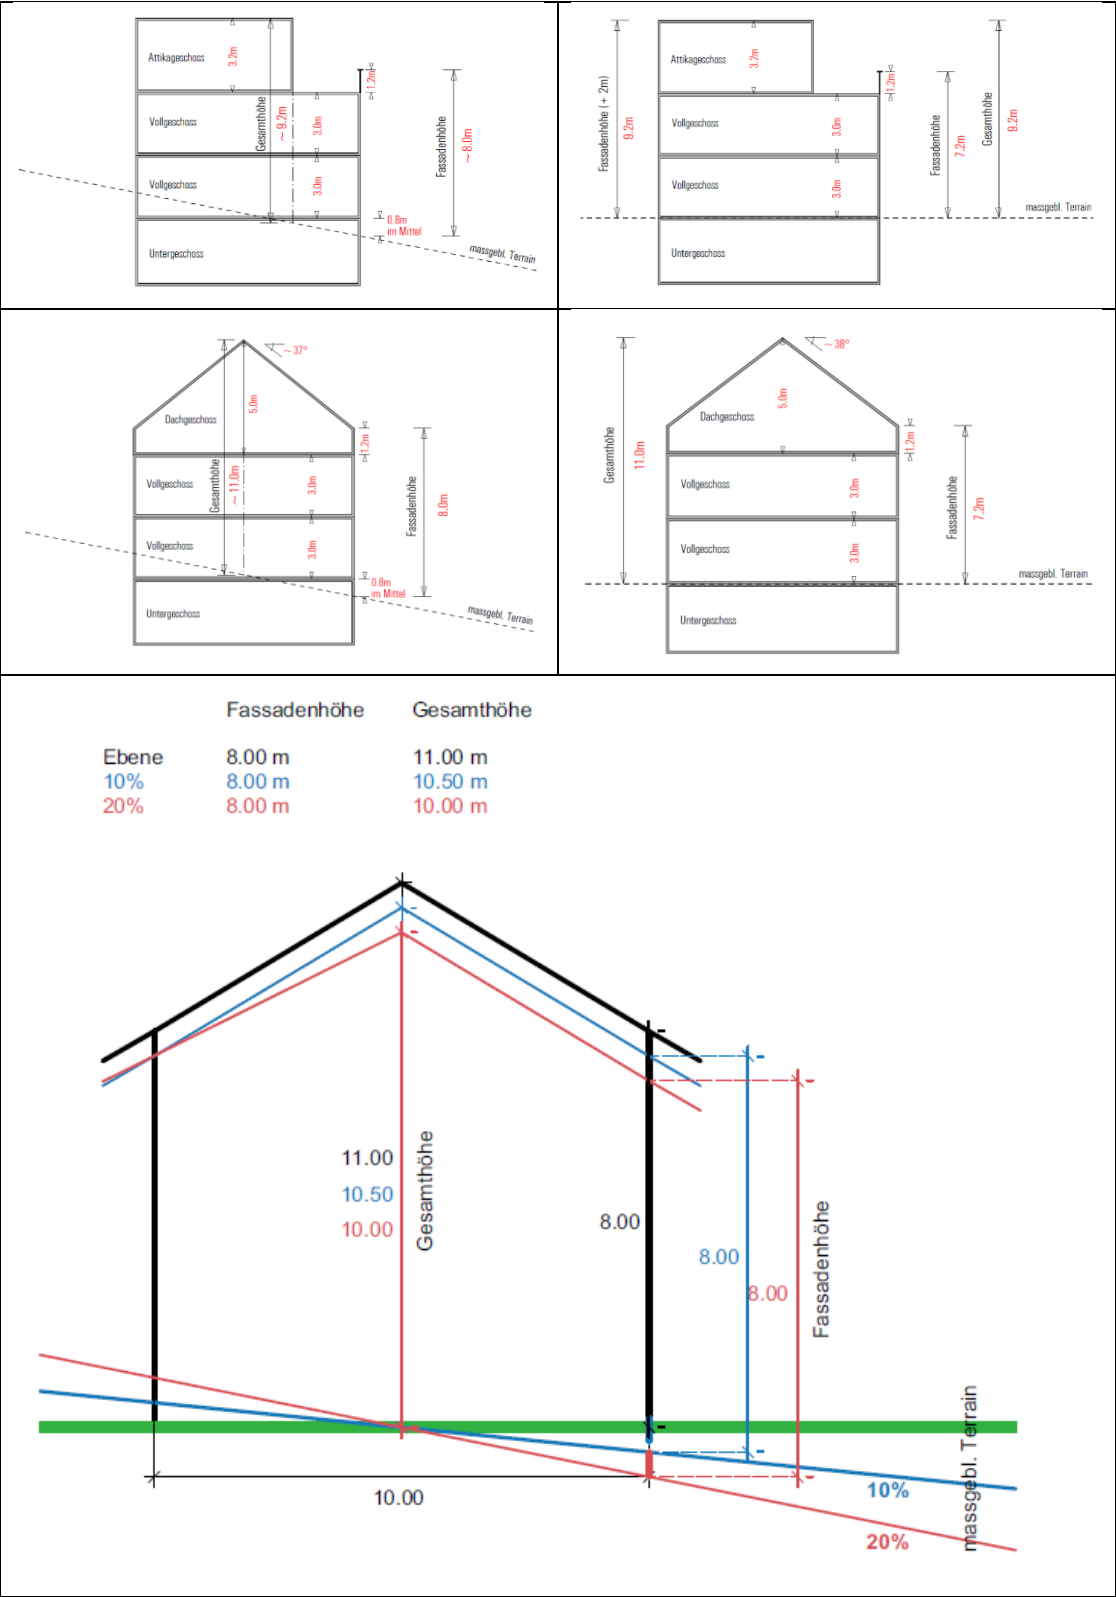 Attikageschoss
3.2m
1.2m
Vollgeschoss
Gesamthöhe
~ 9.2m
3.0m
Fassadenhöhe
~ 8.0m
Vollgeschoss
3.0m
0.8m
im Mittel
massgebl. Terrain
Untergeschoss
Attikageschoss
3.2m
1.2m
Fassadenhöhe (+ 2m)
9.2m
Vollgeschoss
3.0m
Fassadenhöhe
7.2m
Gesamthöhe
9.2m
Vollgeschoss
3.0m
massgebl. Terrain
Untergeschoss
~ 37°
5.0m
Dachgeschoss
1.2m
Vollgeschoss
Gesamthöhe
~ 11.0m
3.0m
Fassadenhöhe
8.0m
Vollgeschoss
3.0m
0.8m
im Mittel
massgebl. Terrain
Untergeschoss
~ 38°
5.0m
Dachgeschoss
1.2m
Gesamthöhe
11.0m
Vollgeschoss
3.0m
Fassadenhöhe
7.2m
Vollgeschoss
3.0m
massgebl. Terrain
Untergeschoss
Fassadenhöhe Gesamthöhe
Ebene 8.00 m 11.00 m
10% 8.00 m 10.50 m
20% 8.00 m 10.00 m
11.00
10.50
10.00
Gesamthöhe
8.00
8.00
8.00
Fassadenhöhe
massgebl. Terrain
10.00
10%
20%